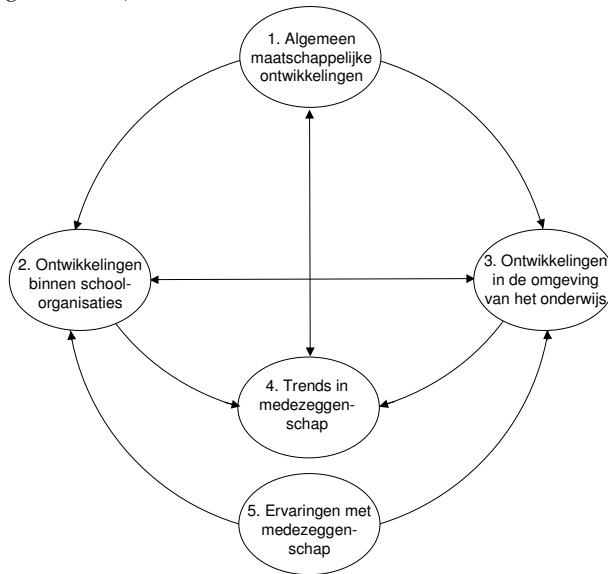 1. Algemeen
maatschappelijke
ontwikkelingen
2. Ontwikkelingen
binnen school-
organisaties
3. Ontwikkelingen
in de omgeving
van het onderwijs
4. Trends in
medezeggen-
schap
5. Ervaringen met
medezeggen-
schap